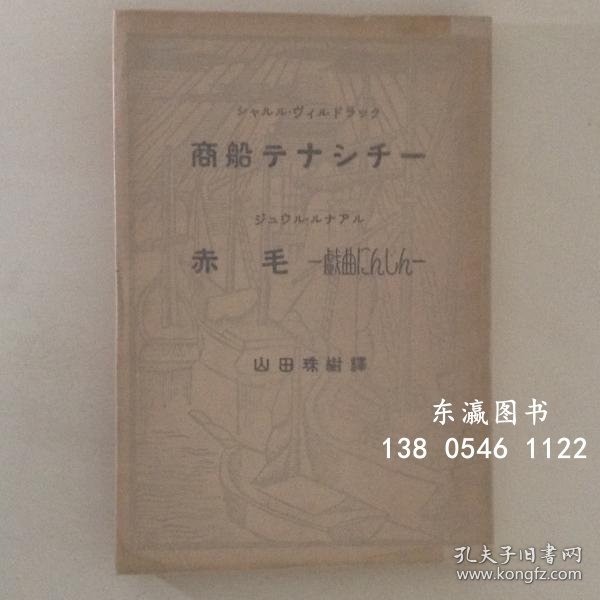 シャルル・ヴィルドラック
商船テナシチー
ジュウル・ルナアル
赤毛 ―戯曲にんじん―
山田珠樹譯
东瀛图书
138 0546 1122
孔夫子旧书网
www.kongfz.com